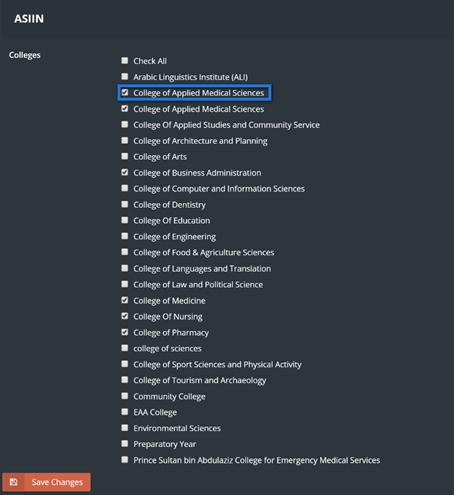 ASIIN
Colleges
Check All
Arabic Linguistics Institute (ALI)
College of Applied Medical Sciences
College of Applied Medical Sciences
College Of Applied Studies and Community Service
College of Architecture and Planning
College of Arts
College of Business Administration
College of Computer and Information Sciences
College of Dentistry
College Of Education
College of Engineering
College of Food & Agriculture Sciences
College of Languages and Translation
College of Law and Political Science
College of Medicine
College Of Nursing
College of Pharmacy
college of sciences
College of Sport Sciences and Physical Activity
College of Tourism and Archaeology
Community College
EAA College
Environmental Sciences
Preparatory Year
Prince Sultan bin Abdulaziz College for Emergency Medical Services
Save Changes